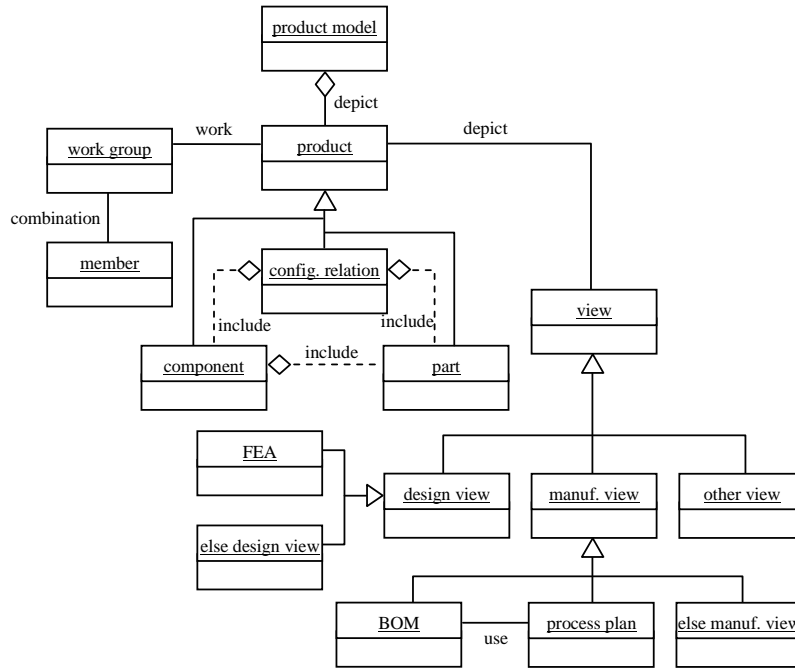 product model
depict
work
depict
work group
product
combination
member
config. relation
include
include
view
component
include
part
FEA
design view
manuf. view
other view
else design view
BOM
use
process plan
else manuf. view